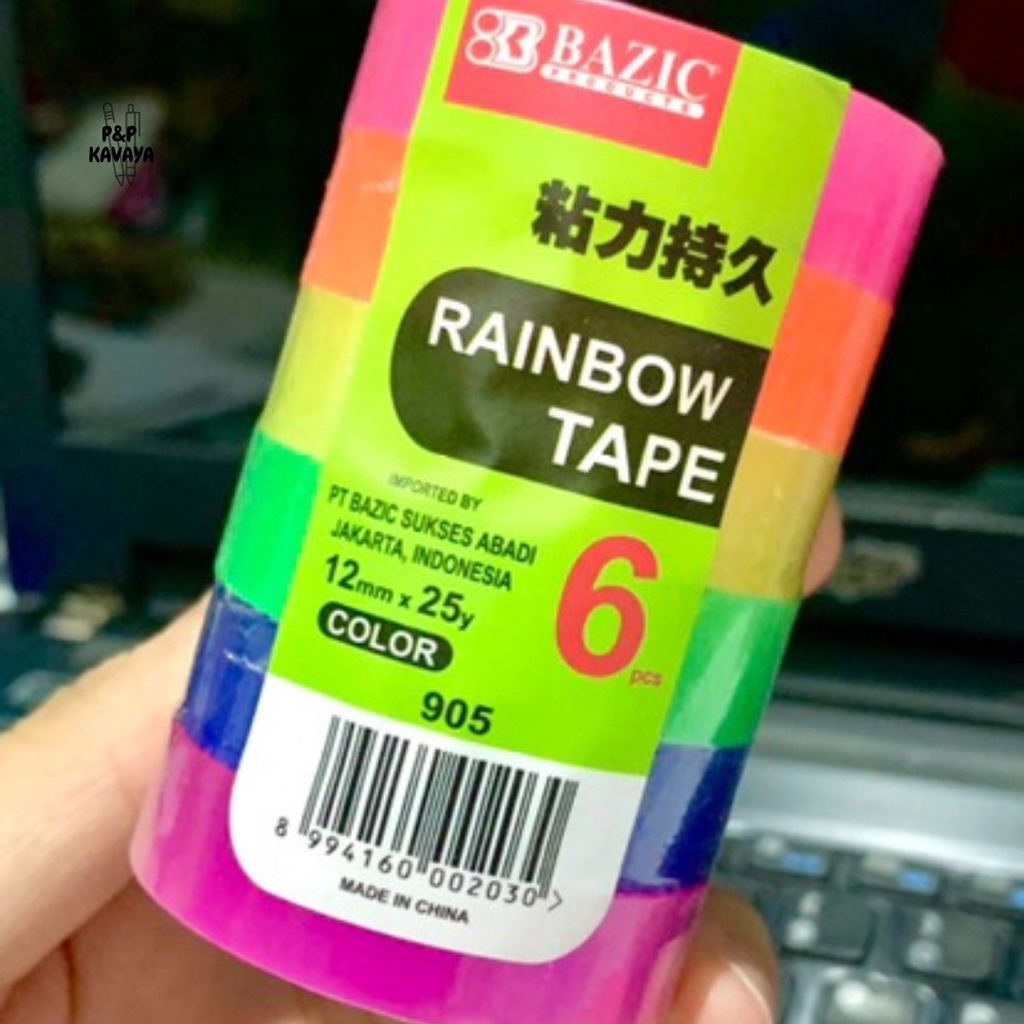 BAZIC
PRODUCTS
P&P
KAVAYA
粘力持久
RAINBOW
TAPE
IMPORTED BY
PT BAZIC SUKSES ABADI
JAKARTA, INDONESIA
12mm x 25y
COLOR
6
pcs
905
8 994160 002030 >
MADE IN CHINA